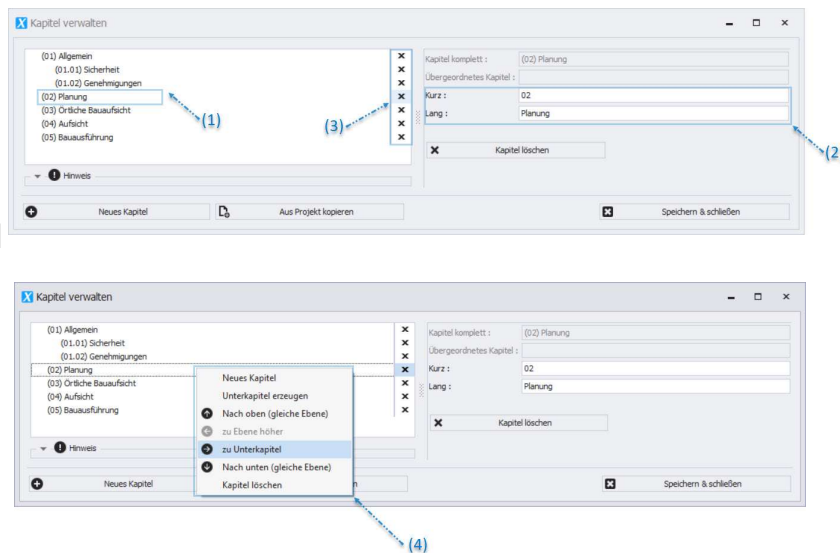 Kapitel verwalten
(01) Allgemein
(01.01) Sicherheit
(01.02) Genehmigungen
(02) Planung
(03) Örtliche Bauaufsicht
(04) Aufsicht
(05) Bauausführung
(1)
(3)
Hinweis
Kapitel komplett : (02) Planung
Übergeordnetes Kapitel :
Kurz : 02
Lang : Planung
(2
Kapitel löschen
Neues Kapitel Aus Projekt kopieren Speichern & schließen
Kapitel verwalten
(01) Allgemein
(01.01) Sicherheit
(01.02) Genehmigungen
(02) Planung
(03) Örtliche Bauaufsicht
(04) Aufsicht
(05) Bauausführung
Hinweis
Neues Kapitel
Unterkapitel erzeugen
Nach oben (gleiche Ebene)
zu Ebene höher
zu Unterkapitel
Nach unten (gleiche Ebene)
Kapitel löschen
Kapitel komplett : (02) Planung
Übergeordnetes Kapitel :
Kurz : 02
Lang : Planung
Kapitel löschen
Neues Kapitel n Speichern & schließen
(4)